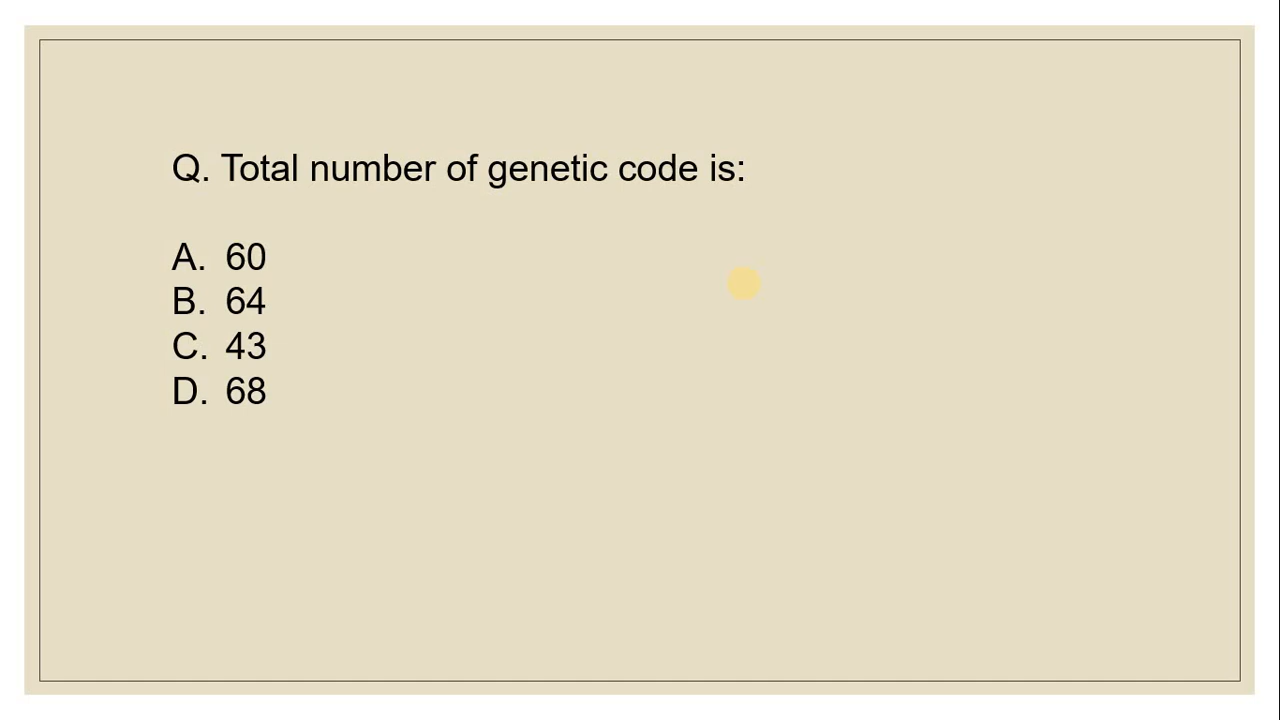 Q. Total number of genetic code is:
A. 60
B. 64
C. 43
D. 68